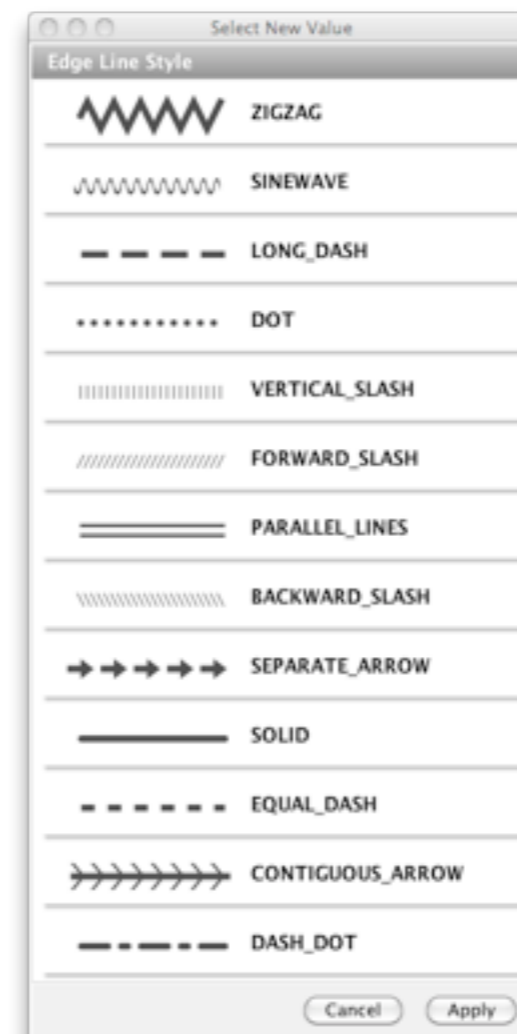 Select New Value
Edge Line Style
ZIGZAG
SINEWAVE
LONG_DASH
DOT
VERTICAL_SLASH
FORWARD_SLASH
PARALLEL_LINES
BACKWARD_SLASH
SEPARATE_ARROW
SOLID
EQUAL_DASH
CONTIGUOUS_ARROW
DASH_DOT
Cancel Apply